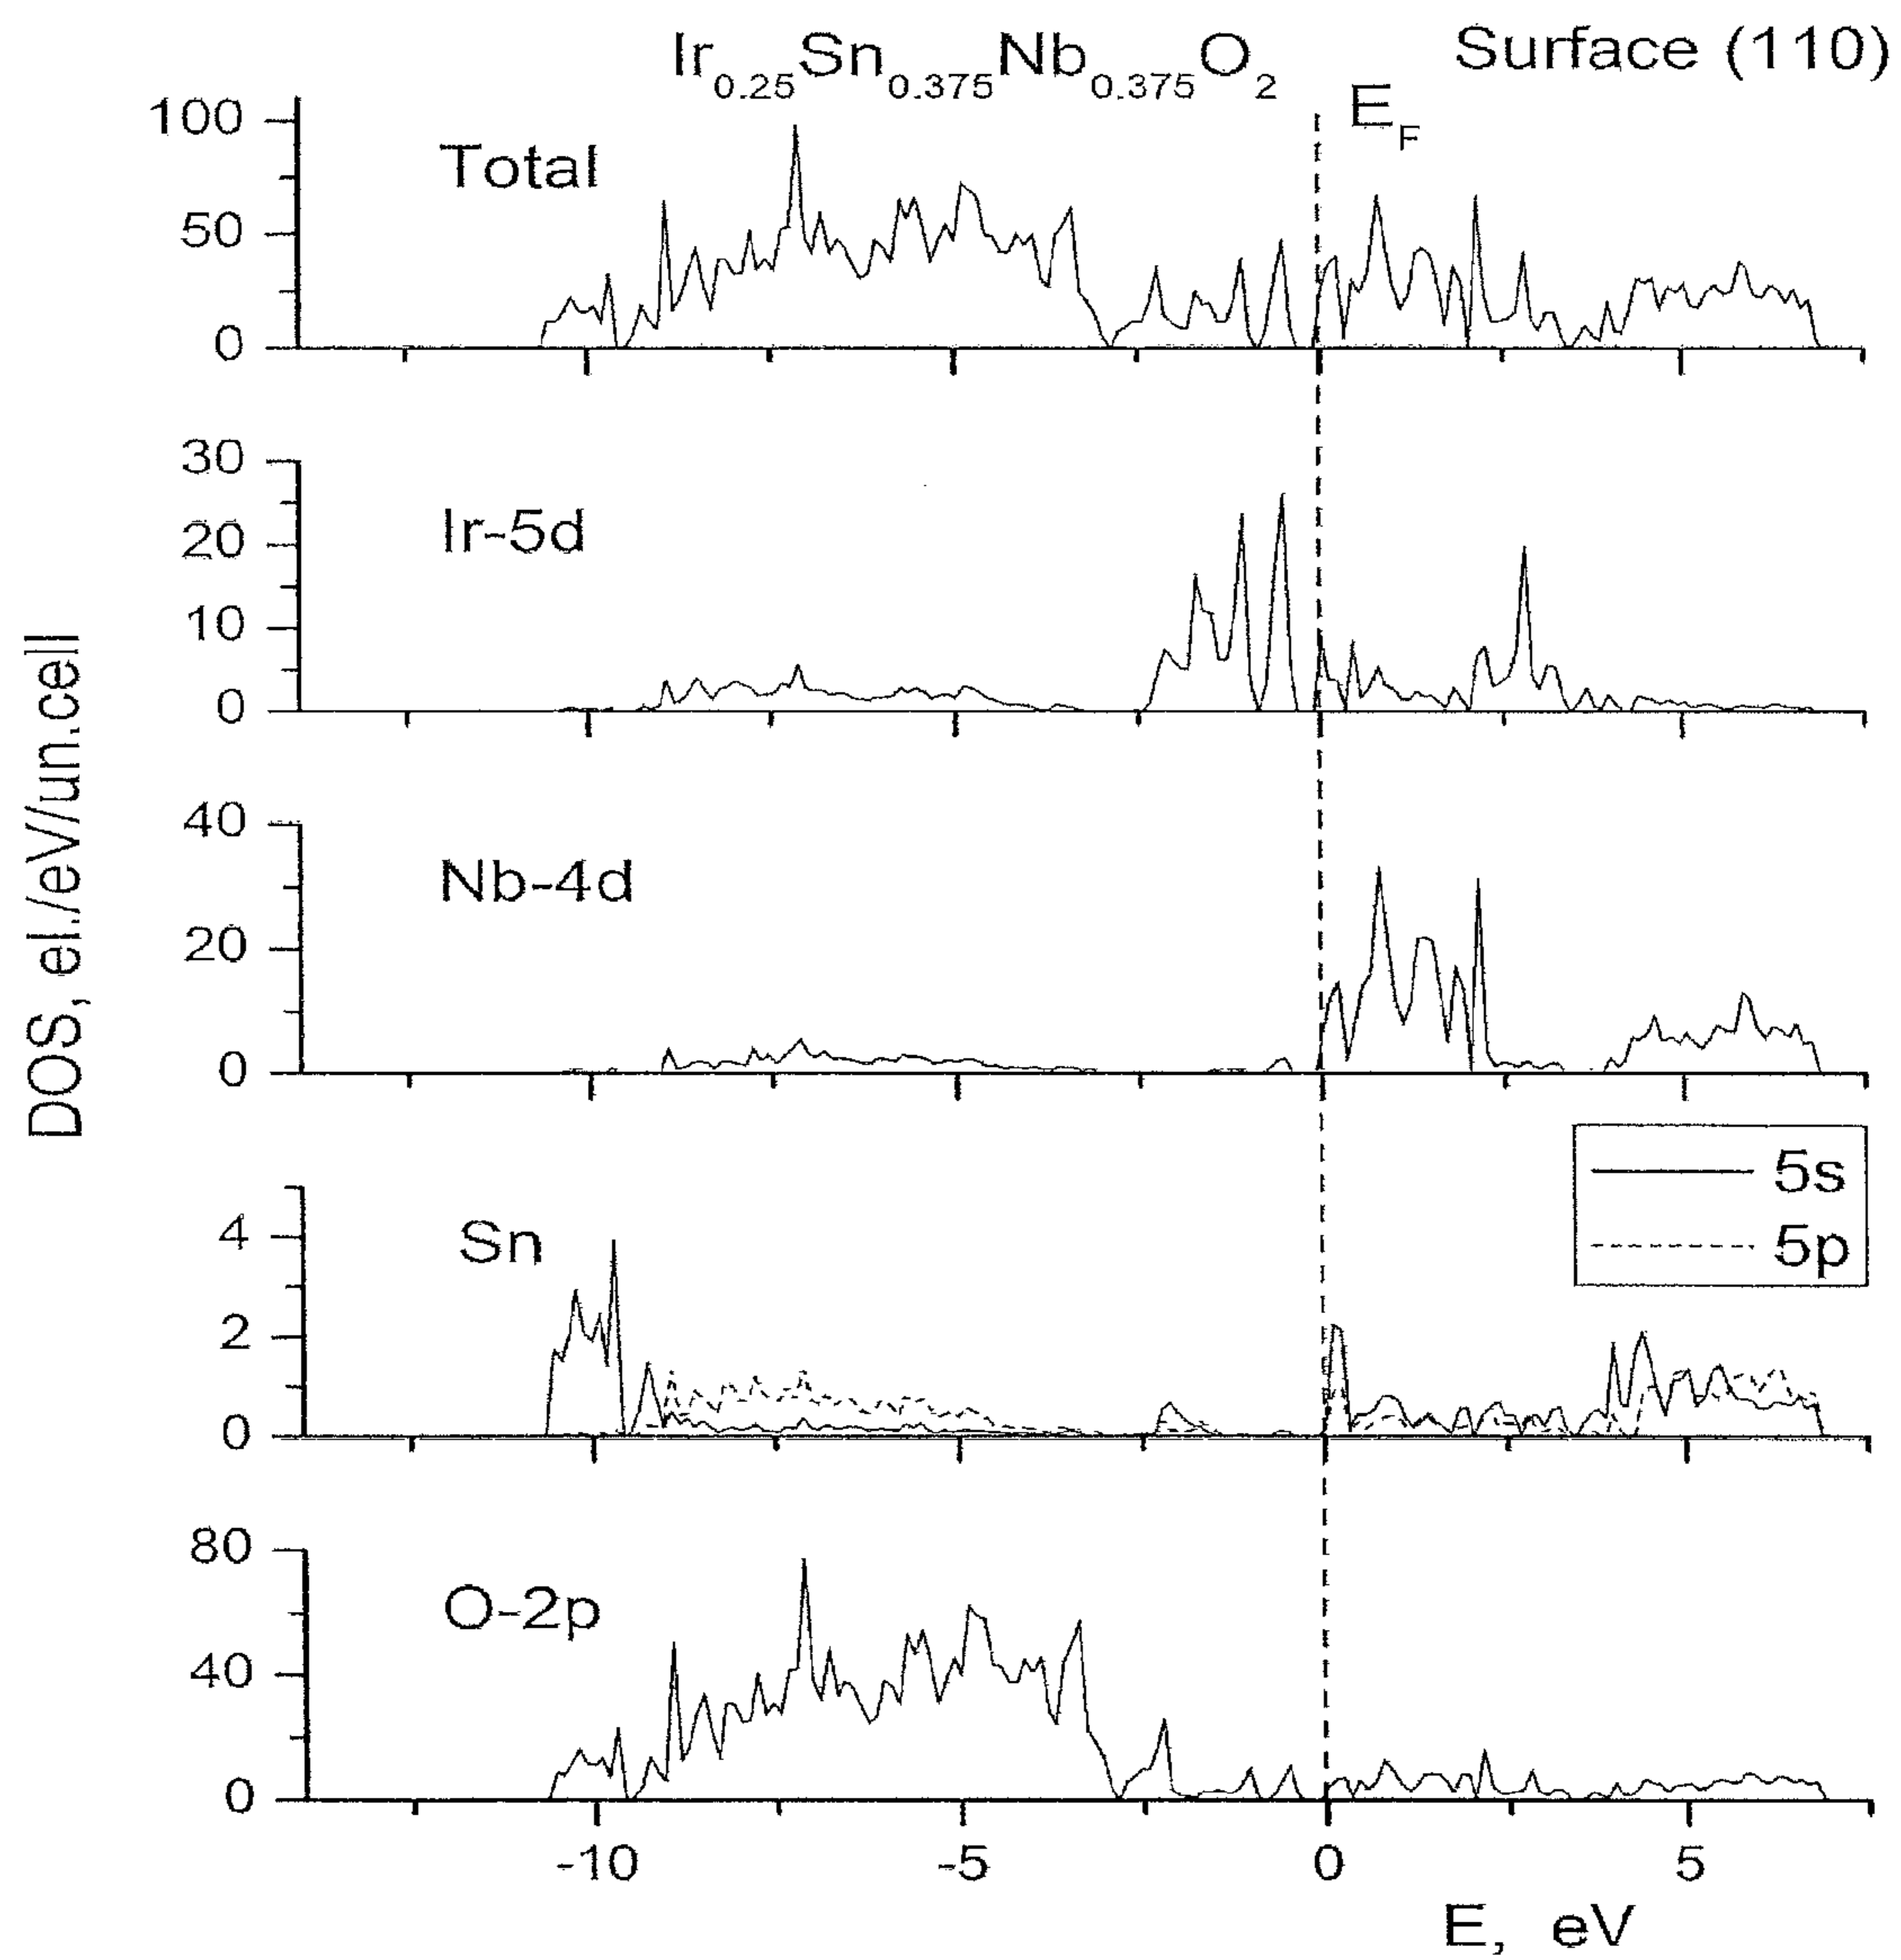 Ir0.25Sn0.375Nb0.375O2 Surface (110)
EF
100
Total
50
0
30
Ir-5d
20
10
0
40
Nb-4d
20
0
DOS, el./eV/un.cell
5s
5p
4
Sn
2
0
80
O-2p
40
0
-10 -5 0 5
E, eV